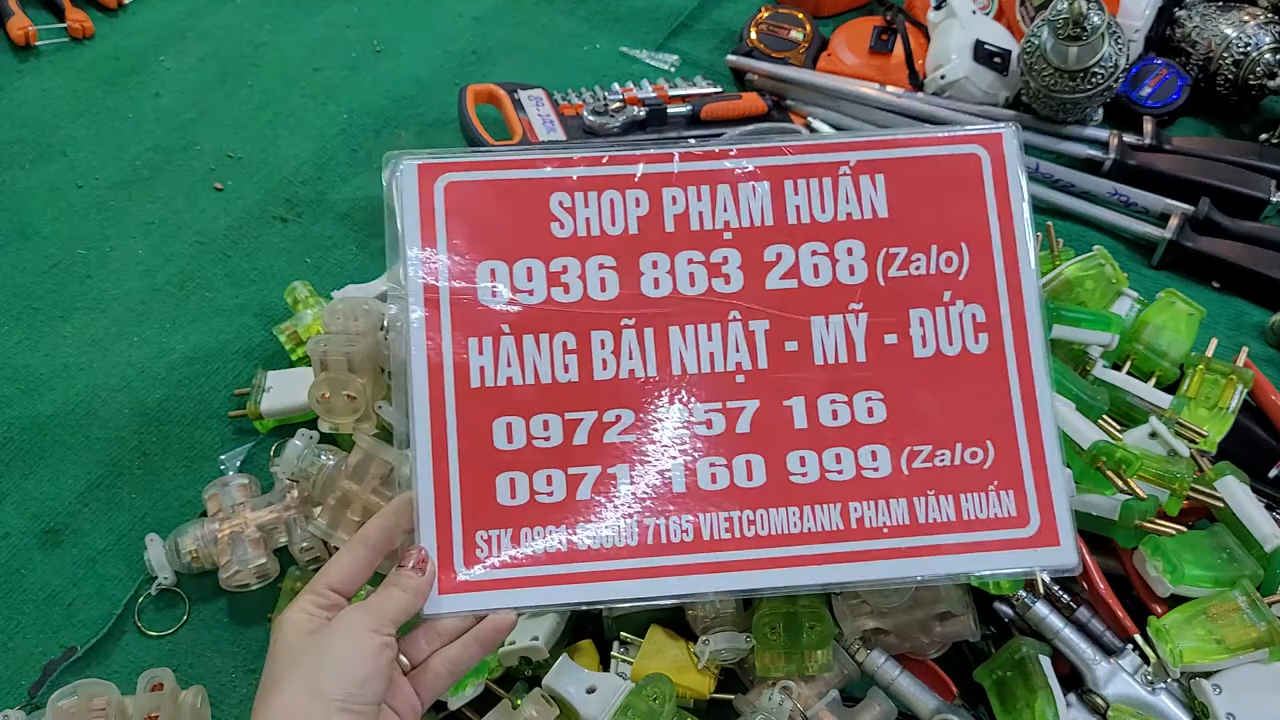 SHOP PHẠM HUẤN
0936 863 268 (Zalo)
HÀNG BÃI NHẬT - MỸ - ĐỨC
0972 257 166
0971 160 999 (Zalo)
STK 7165 VIETCOMBANK PHẠM VĂN HUẤN